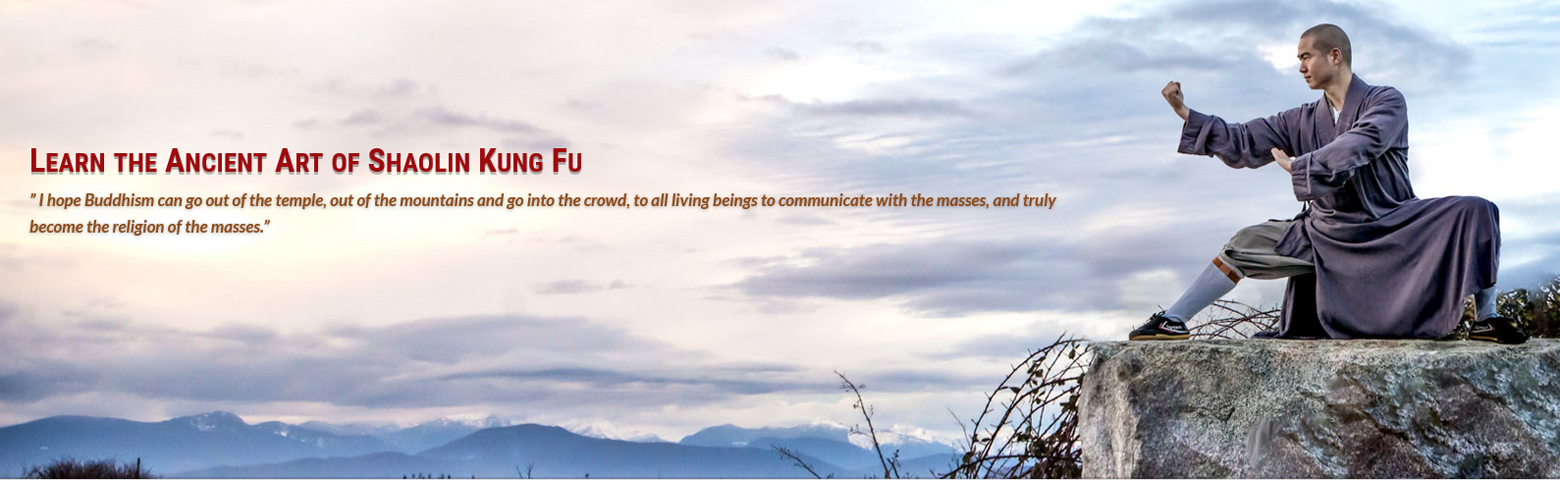 Learn the Ancient Art of Shaolin Kung Fu
" I hope Buddhism can go out of the temple, out of the mountains and go into the crowd, to all living beings to communicate with the masses, and truly
become the religion of the masses."